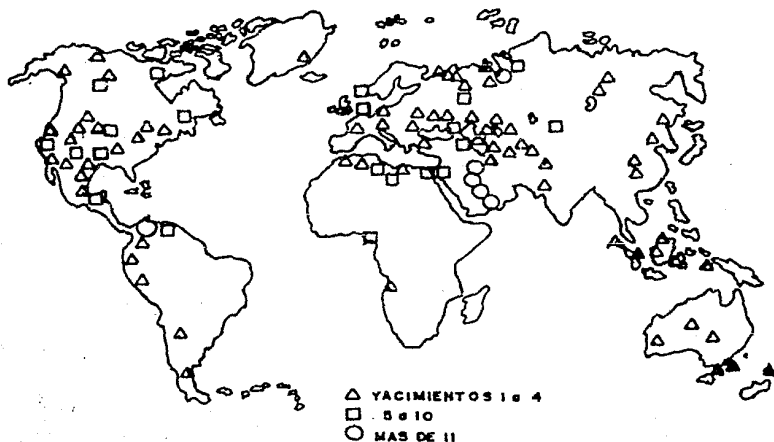 △ YACIMIENTOS 1 a 4
□ 5 a 10
○ MAS DE 11